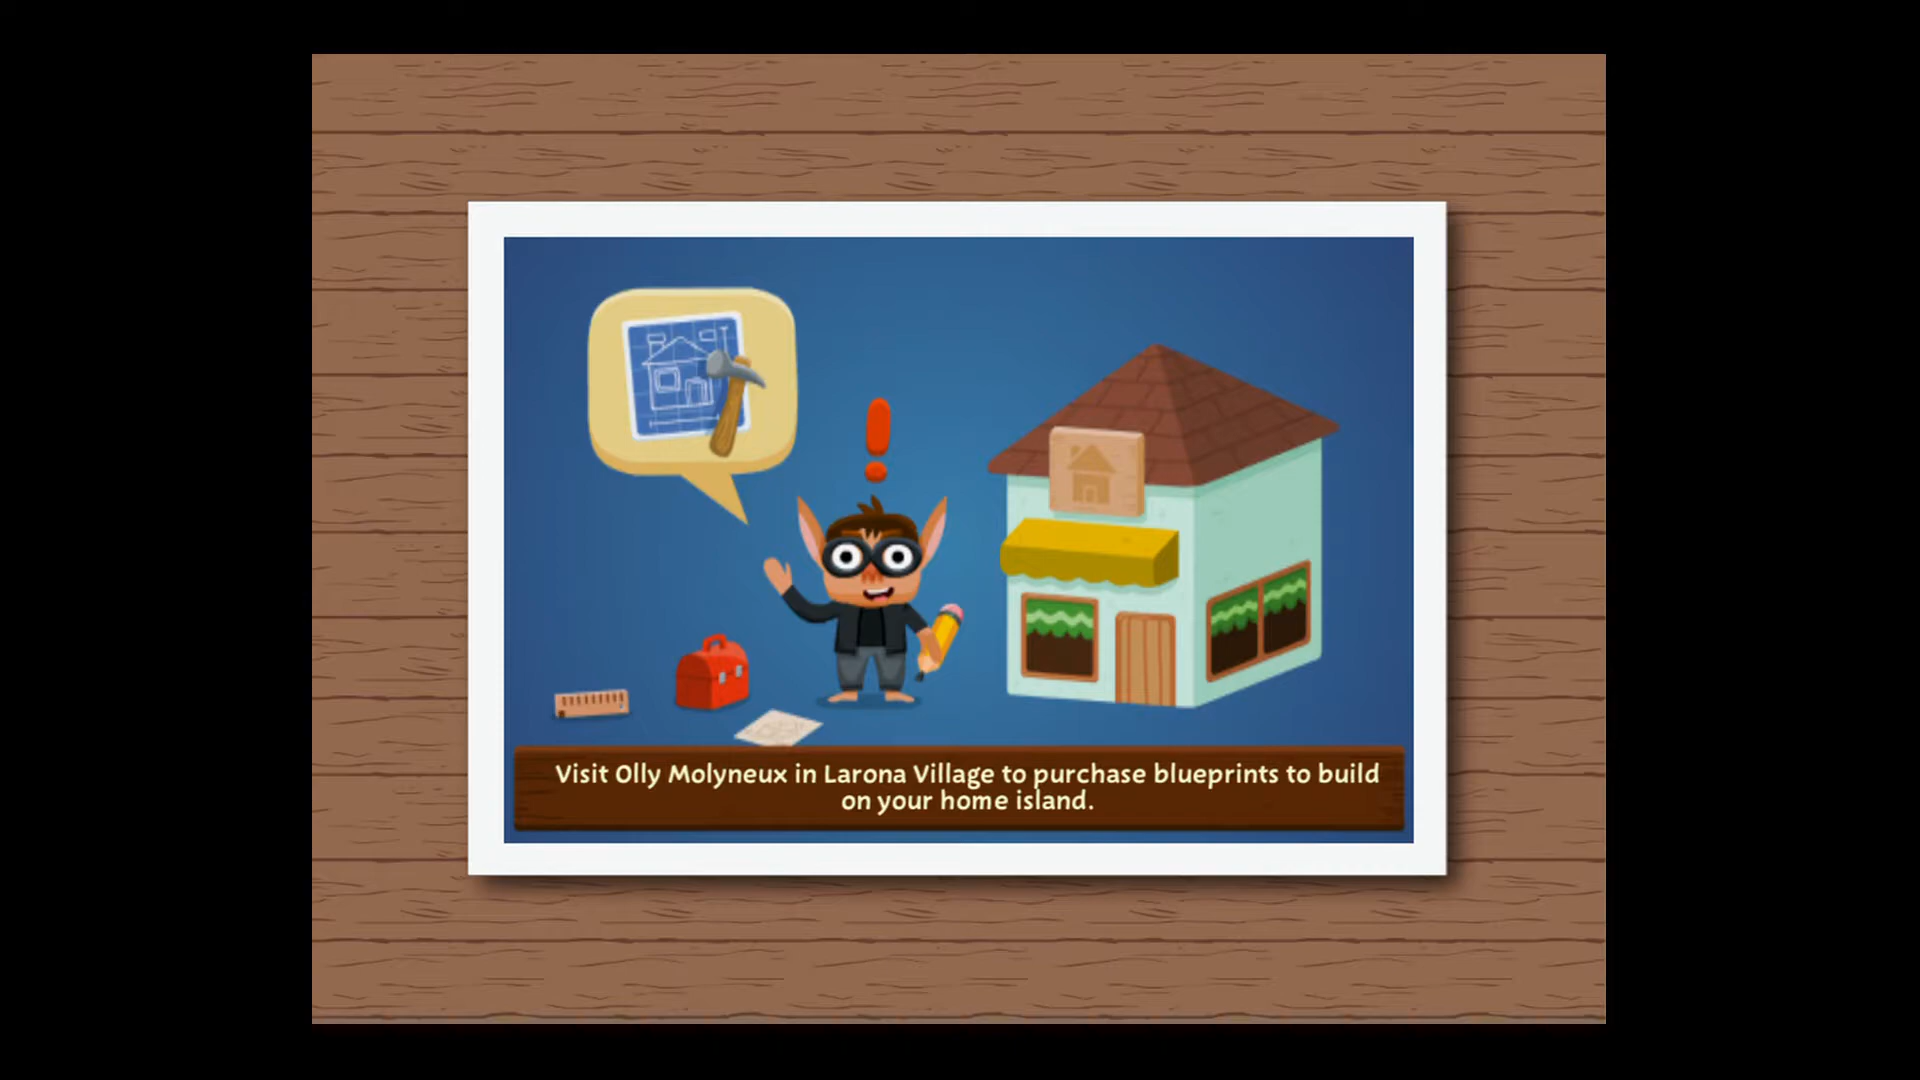 Visit Olly Molyneux in Larona Village to purchase blueprints to build
on your home island.